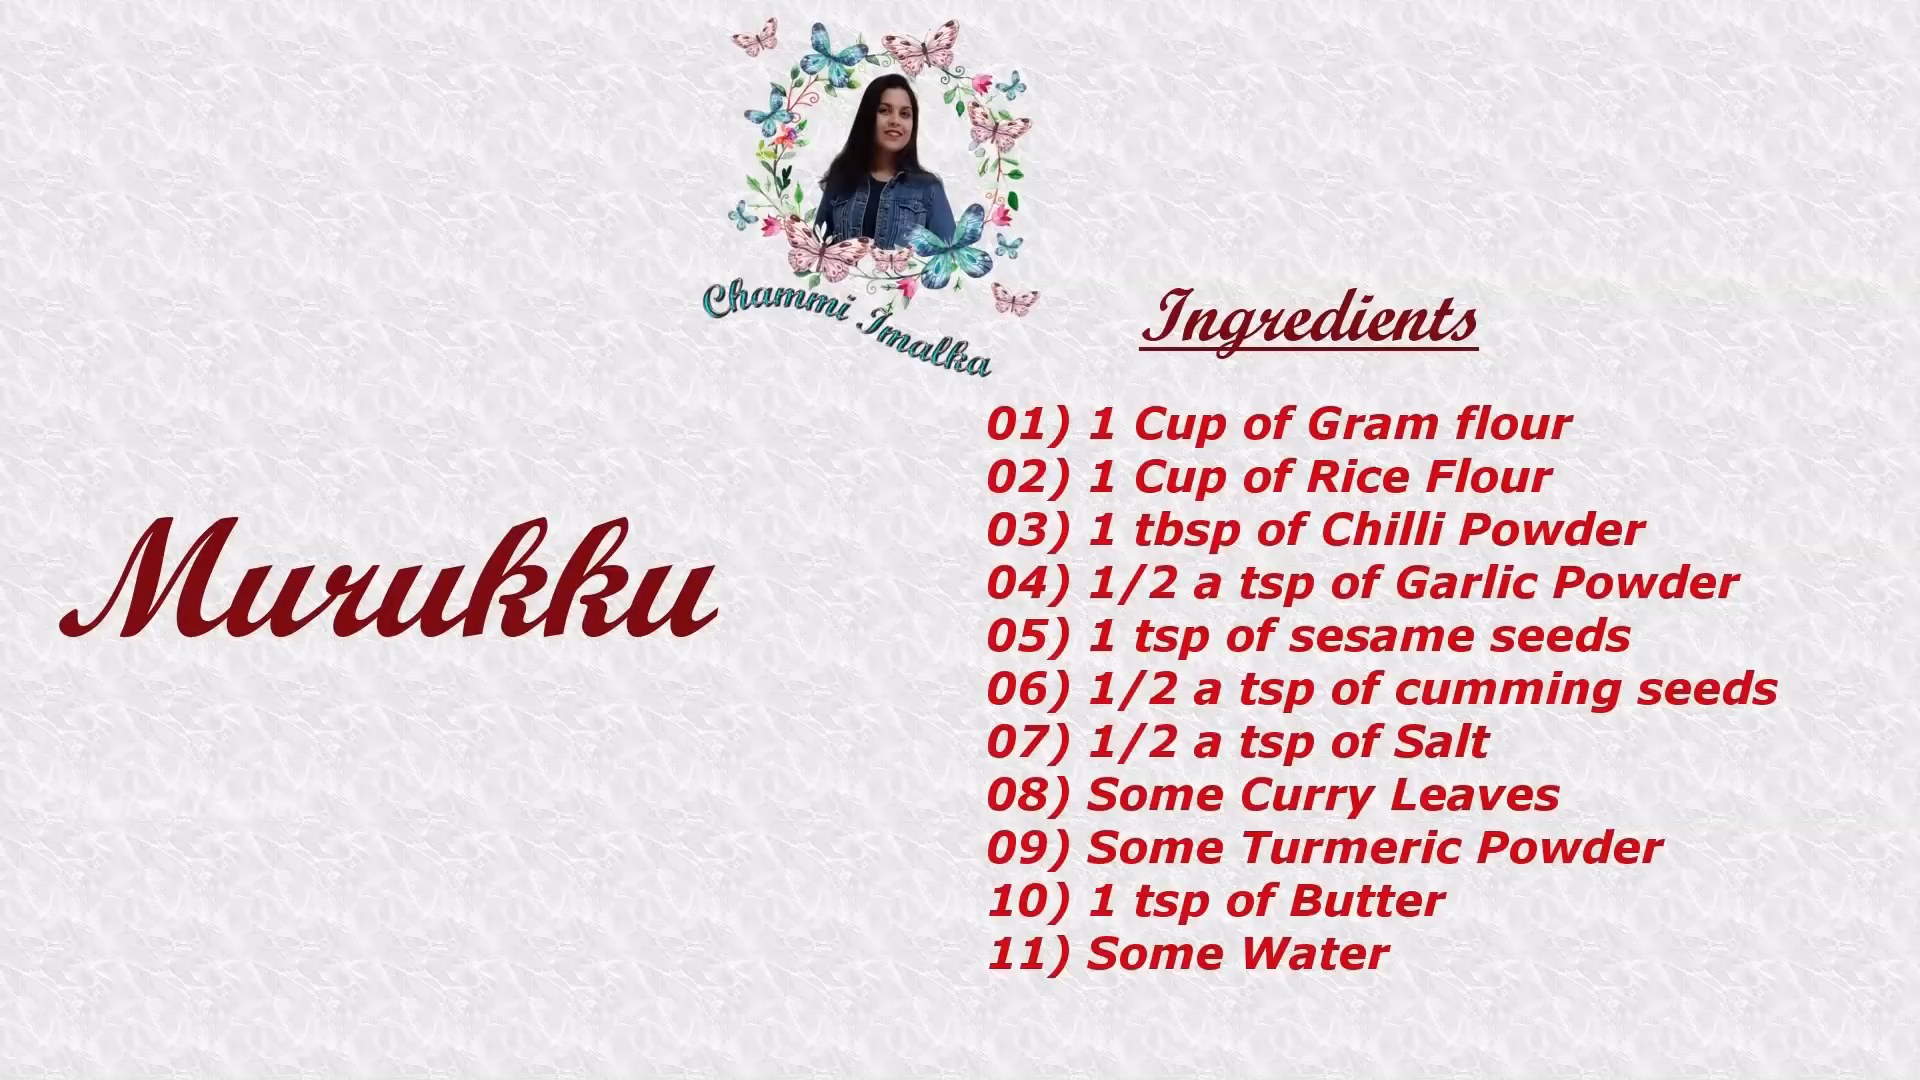 Chammi Imalka
Ingredients
Murukku
01) 1 Cup of Gram flour
02) 1 Cup of Rice Flour
03) 1 tbsp of Chilli Powder
04) 1/2 a tsp of Garlic Powder
05) 1 tsp of sesame seeds
06) 1/2 a tsp of cumming seeds
07) 1/2 a tsp of Salt
08) Some Curry Leaves
09) Some Turmeric Powder
10) 1 tsp of Butter
11) Some Water